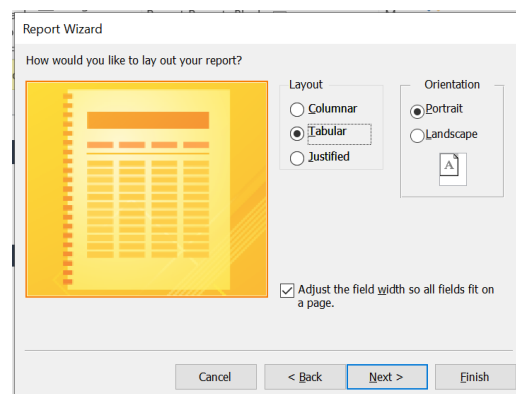 Report Wizard
How would you like to lay out your report?
Layout
Columnar
Tabular
Justified
Orientation
Portrait
Landscape
A
Adjust the field width so all fields fit on
a page.
Cancel
< Back
Next >
Finish